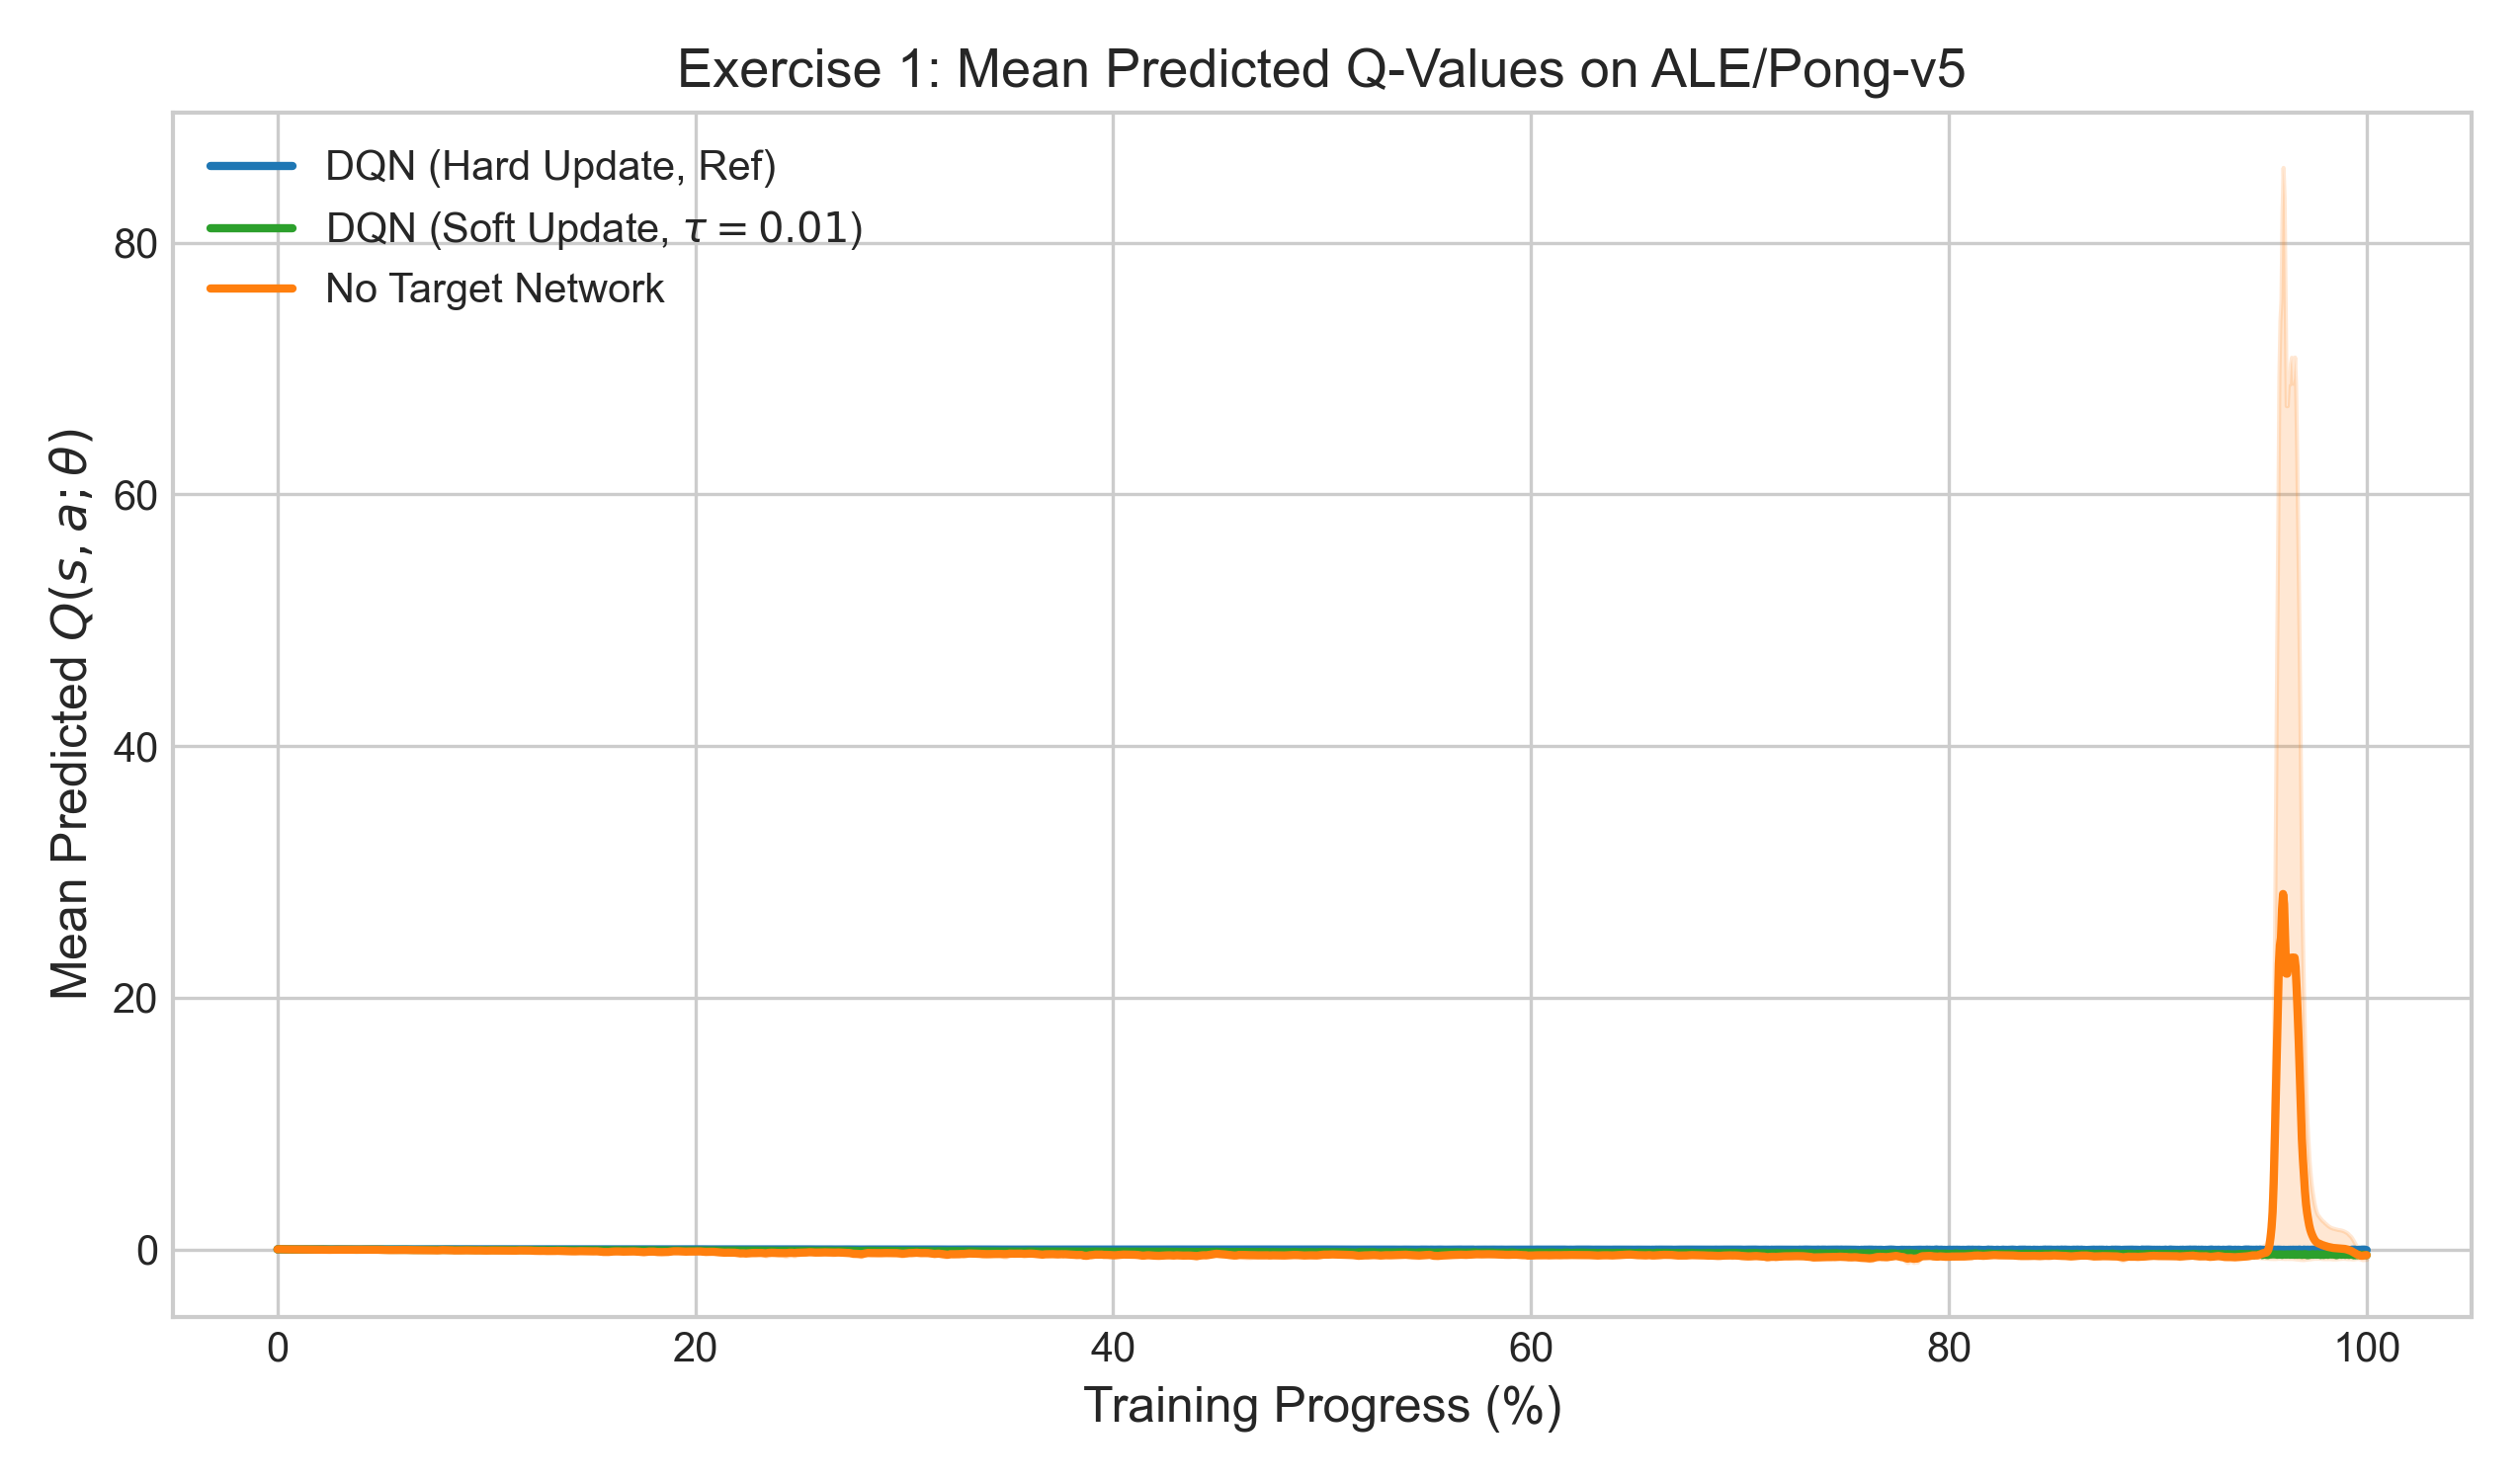 Exercise 1: Mean Predicted Q-Values on ALE/Pong-v5
DQN (Hard Update, Ref)
DQN (Soft Update, τ = 0.01)
No Target Network
Mean Predicted Q(s, a; θ)
80
60
40
20
0
0 20 40 60 80 100
Training Progress (%)